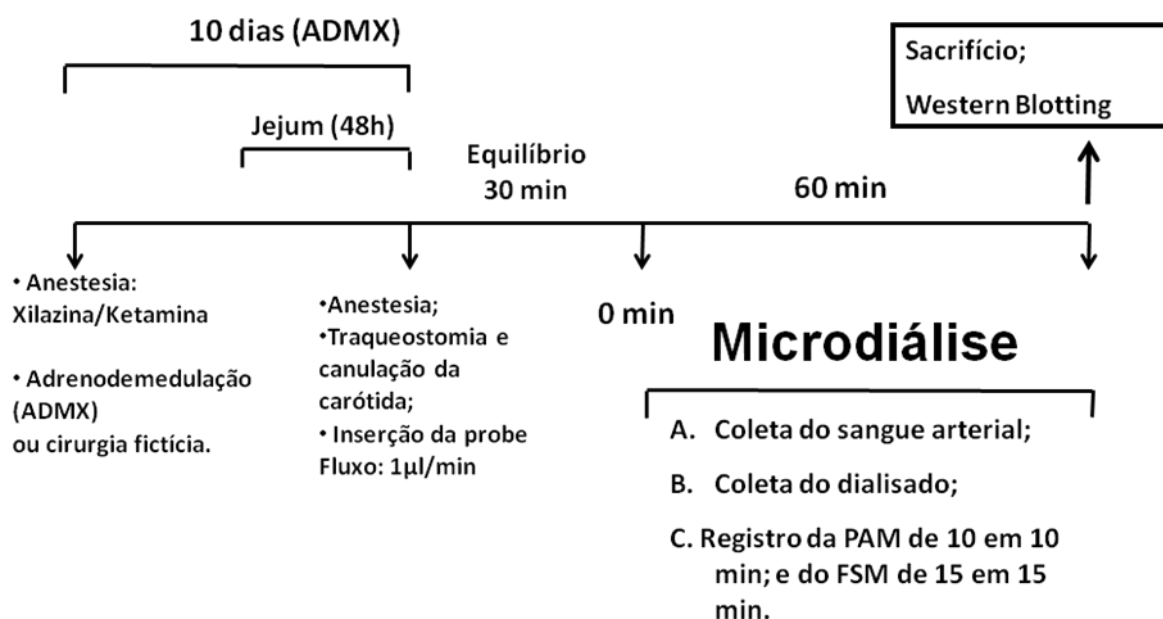 10 dias (ADMX)
Sacrifício;
Western Blotting
Jejum (48h)
Equilíbrio
30 min
60 min
• Anestesia:
Xilazina/Ketamina
• Adrenodemedulação
(ADMX)
ou cirurgia fictícia.
•Anestesia;
•Traqueostomia e
canulação da
carótida;
• Inserção da probe
Fluxo: 1µl/min
0 min
Microdiálise
A. Coleta do sangue arterial;
B. Coleta do dialisado;
C. Registro da PAM de 10 em 10
min; e do FSM de 15 em 15
min.